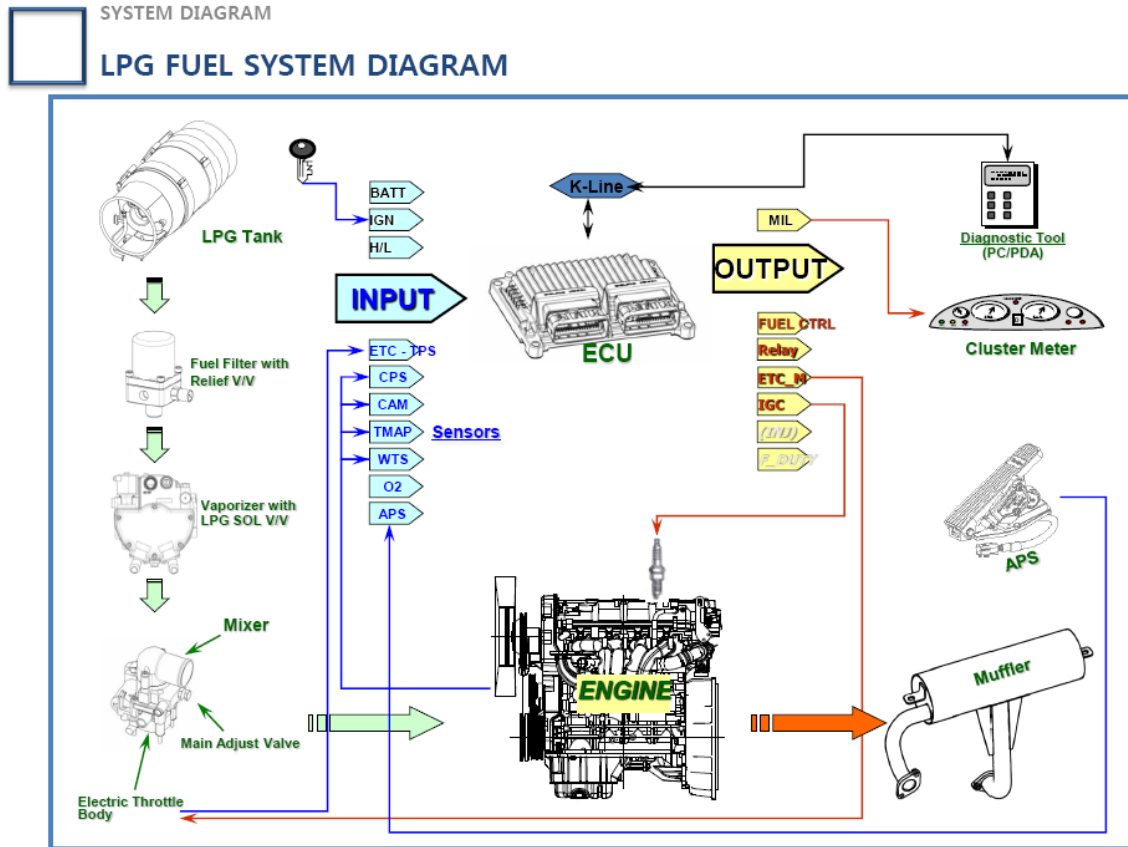 SYSTEM DIAGRAM
LPG FUEL SYSTEM DIAGRAM
LPG Tank
Fuel Filter with
Relief V/V
Vaporizer with
LPG SOL V/V
Mixer
Main Adjust Valve
Electric Throttle
Body
BATT
IGN
H/L
INPUT
ETC - TPS
CPS
CAM
TMAP
Sensors
WTS
O2
APS
K-Line
ECU
ENGINE
MIL
OUTPUT
FUEL CTRL
Relay
ETC_M
IGC
(INJ)
F_DUTY
Diagnostic Tool
(PC/PDA)
Cluster Meter
APS
Muffler